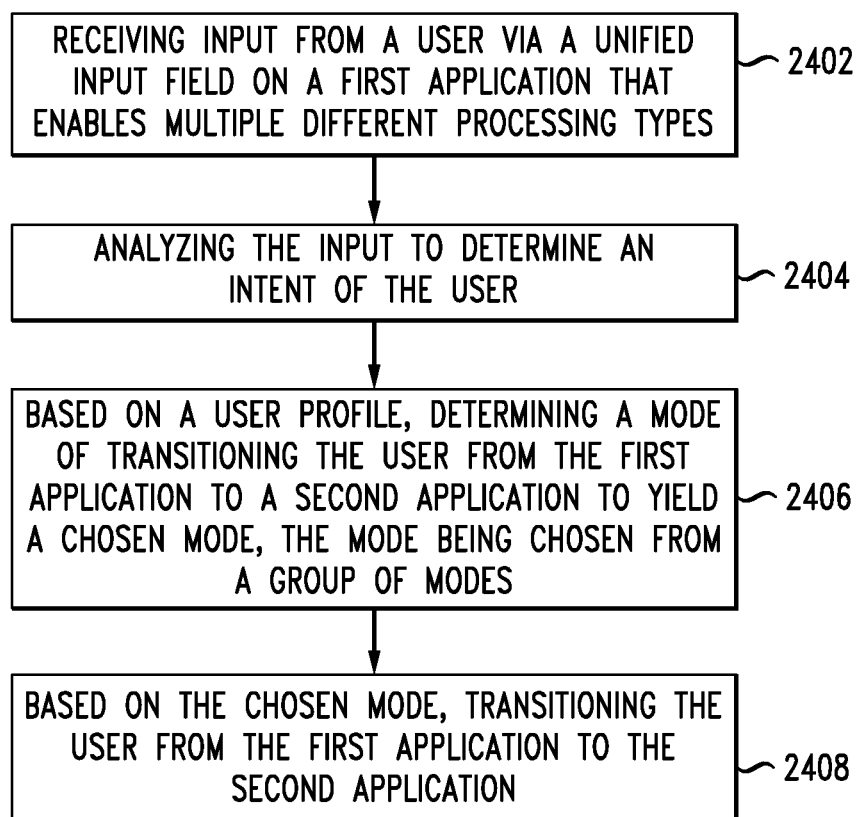 RECEIVING INPUT FROM A USER VIA A UNIFIED
INPUT FIELD ON A FIRST APPLICATION THAT
ENABLES MULTIPLE DIFFERENT PROCESSING TYPES
2402
ANALYZING THE INPUT TO DETERMINE AN
INTENT OF THE USER
2404
BASED ON A USER PROFILE, DETERMINING A MODE
OF TRANSITIONING THE USER FROM THE FIRST
APPLICATION TO A SECOND APPLICATION TO YIELD
A CHOSEN MODE, THE MODE BEING CHOSEN FROM
A GROUP OF MODES
2406
BASED ON THE CHOSEN MODE, TRANSITIONING THE
USER FROM THE FIRST APPLICATION TO THE
SECOND APPLICATION
2408